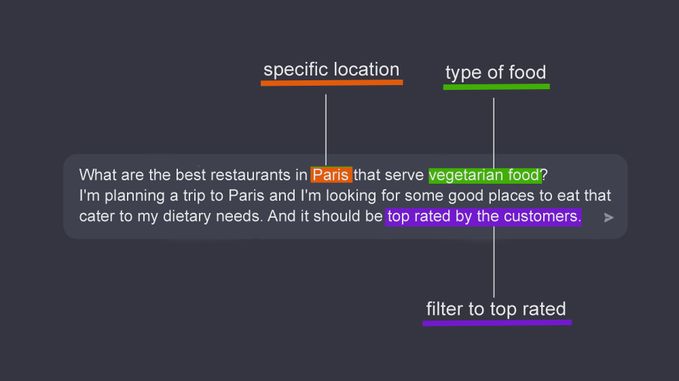 specific location
type of food
What are the best restaurants in Paris that serve vegetarian food?
I'm planning a trip to Paris and I'm looking for some good places to eat that
cater to my dietary needs. And it should be top rated by the customers.
filter to top rated